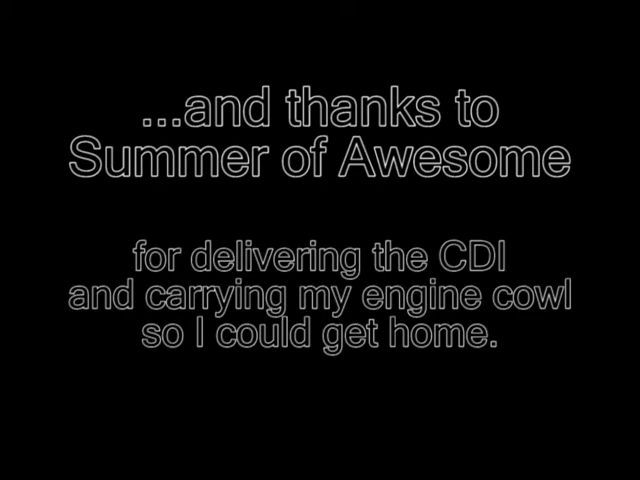 ...and thanks to
Summer of Awesome
for delivering the CDI
and carrying my engine cowl
so I could get home.